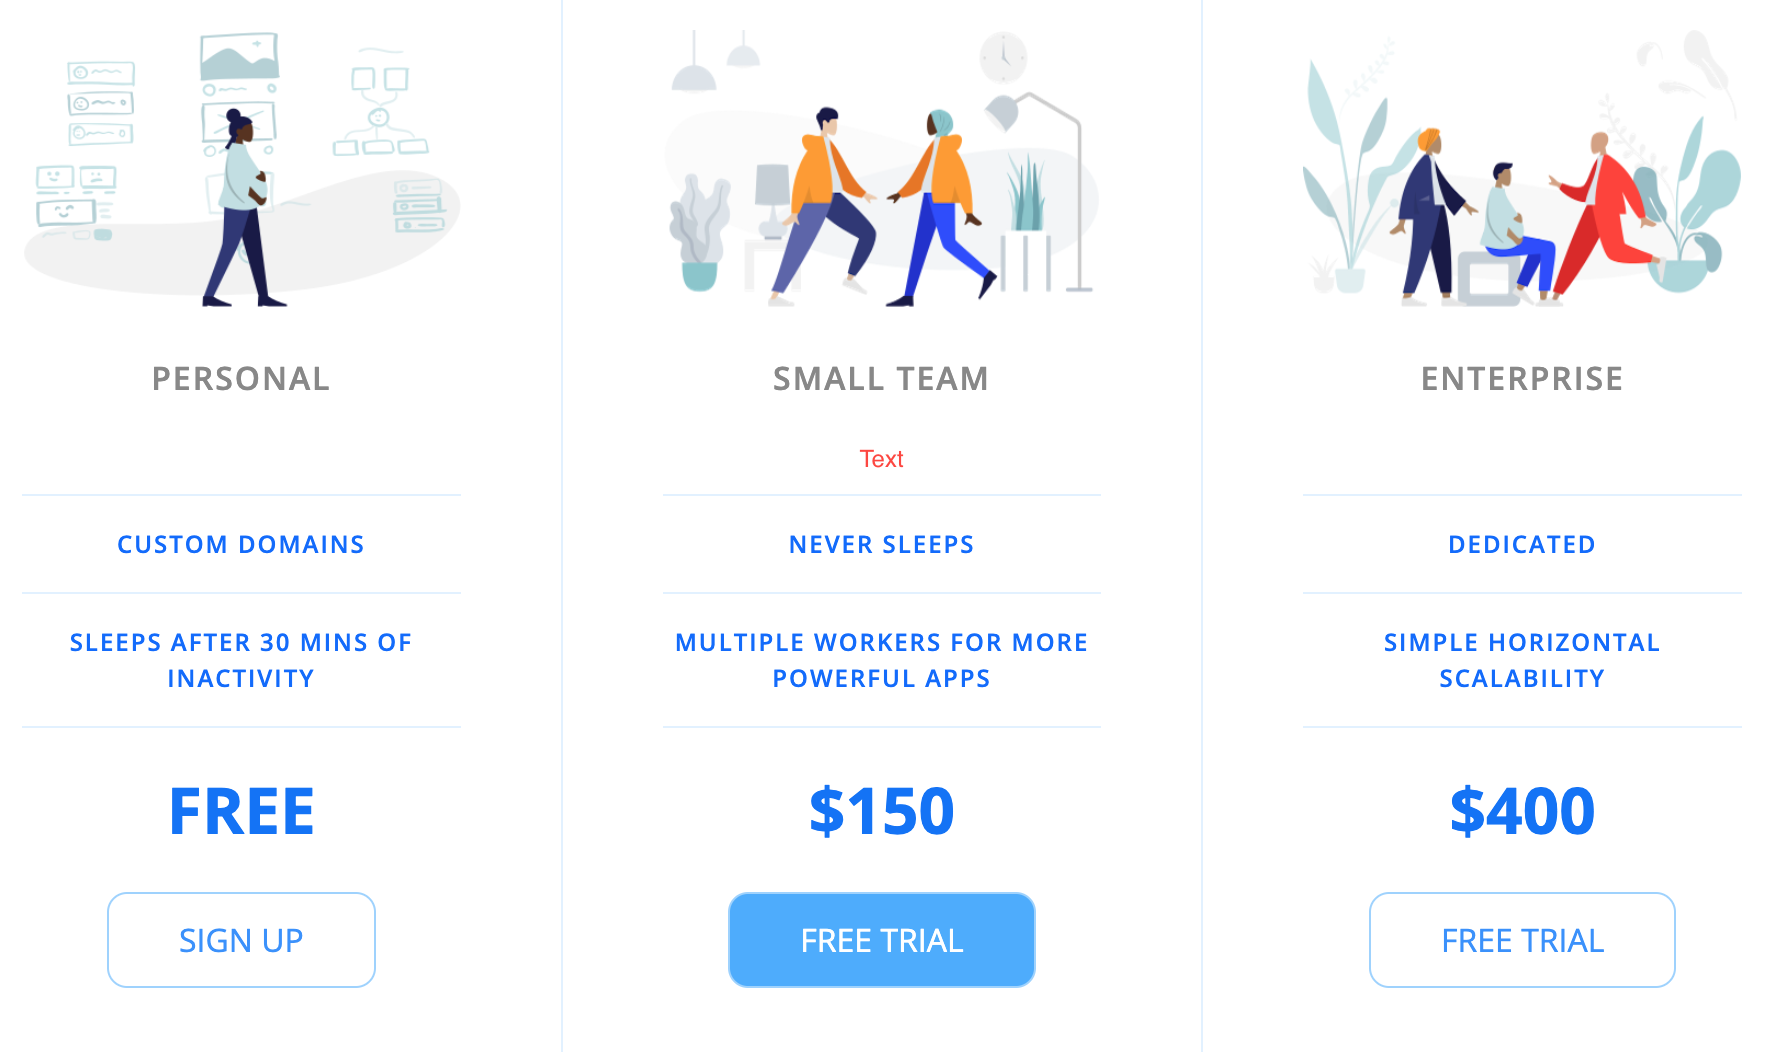 PERSONAL
CUSTOM DOMAINS
SLEEPS AFTER 30 MINS OF
INACTIVITY
FREE
SIGN UP
SMALL TEAM
Text
NEVER SLEEPS
MULTIPLE WORKERS FOR MORE
POWERFUL APPS
$150
FREE TRIAL
ENTERPRISE
DEDICATED
SIMPLE HORIZONTAL
SCALABILITY
$400
FREE TRIAL